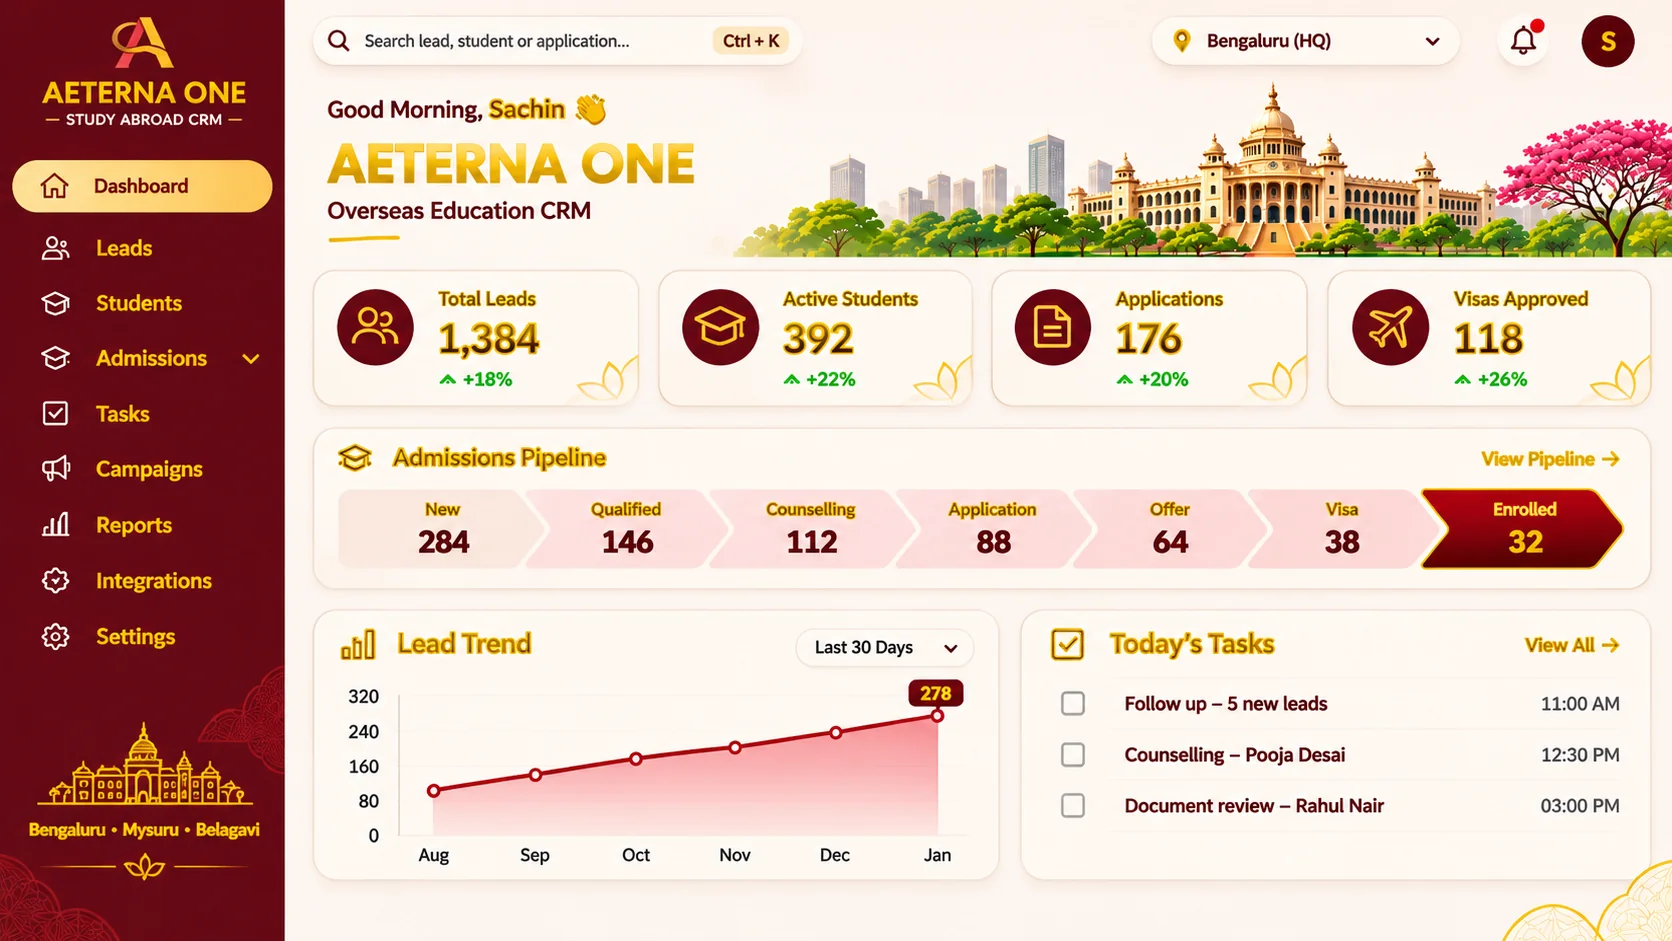 AETERNA ONE
STUDY ABROAD CRM
Dashboard
Leads
Students
Admissions
Tasks
Campaigns
Reports
Integrations
Settings
Bengaluru • Mysuru • Belagavi
Search lead, student or application...
Ctrl + K
Bengaluru (HQ)
S
Good Morning, Sachin 👋
AETERNA ONE
Overseas Education CRM
Total Leads
1,384
+18%
Active Students
392
+22%
Applications
176
+20%
Visas Approved
118
+26%
Admissions Pipeline
View Pipeline →
New
284
Qualified
146
Counselling
112
Application
88
Offer
64
Visa
38
Enrolled
32
Lead Trend
Last 30 Days
278
320
240
160
80
0
Aug Sep Oct Nov Dec Jan
Today's Tasks
View All →
Follow up – 5 new leads 11:00 AM
Counselling – Pooja Desai 12:30 PM
Document review – Rahul Nair 03:00 PM